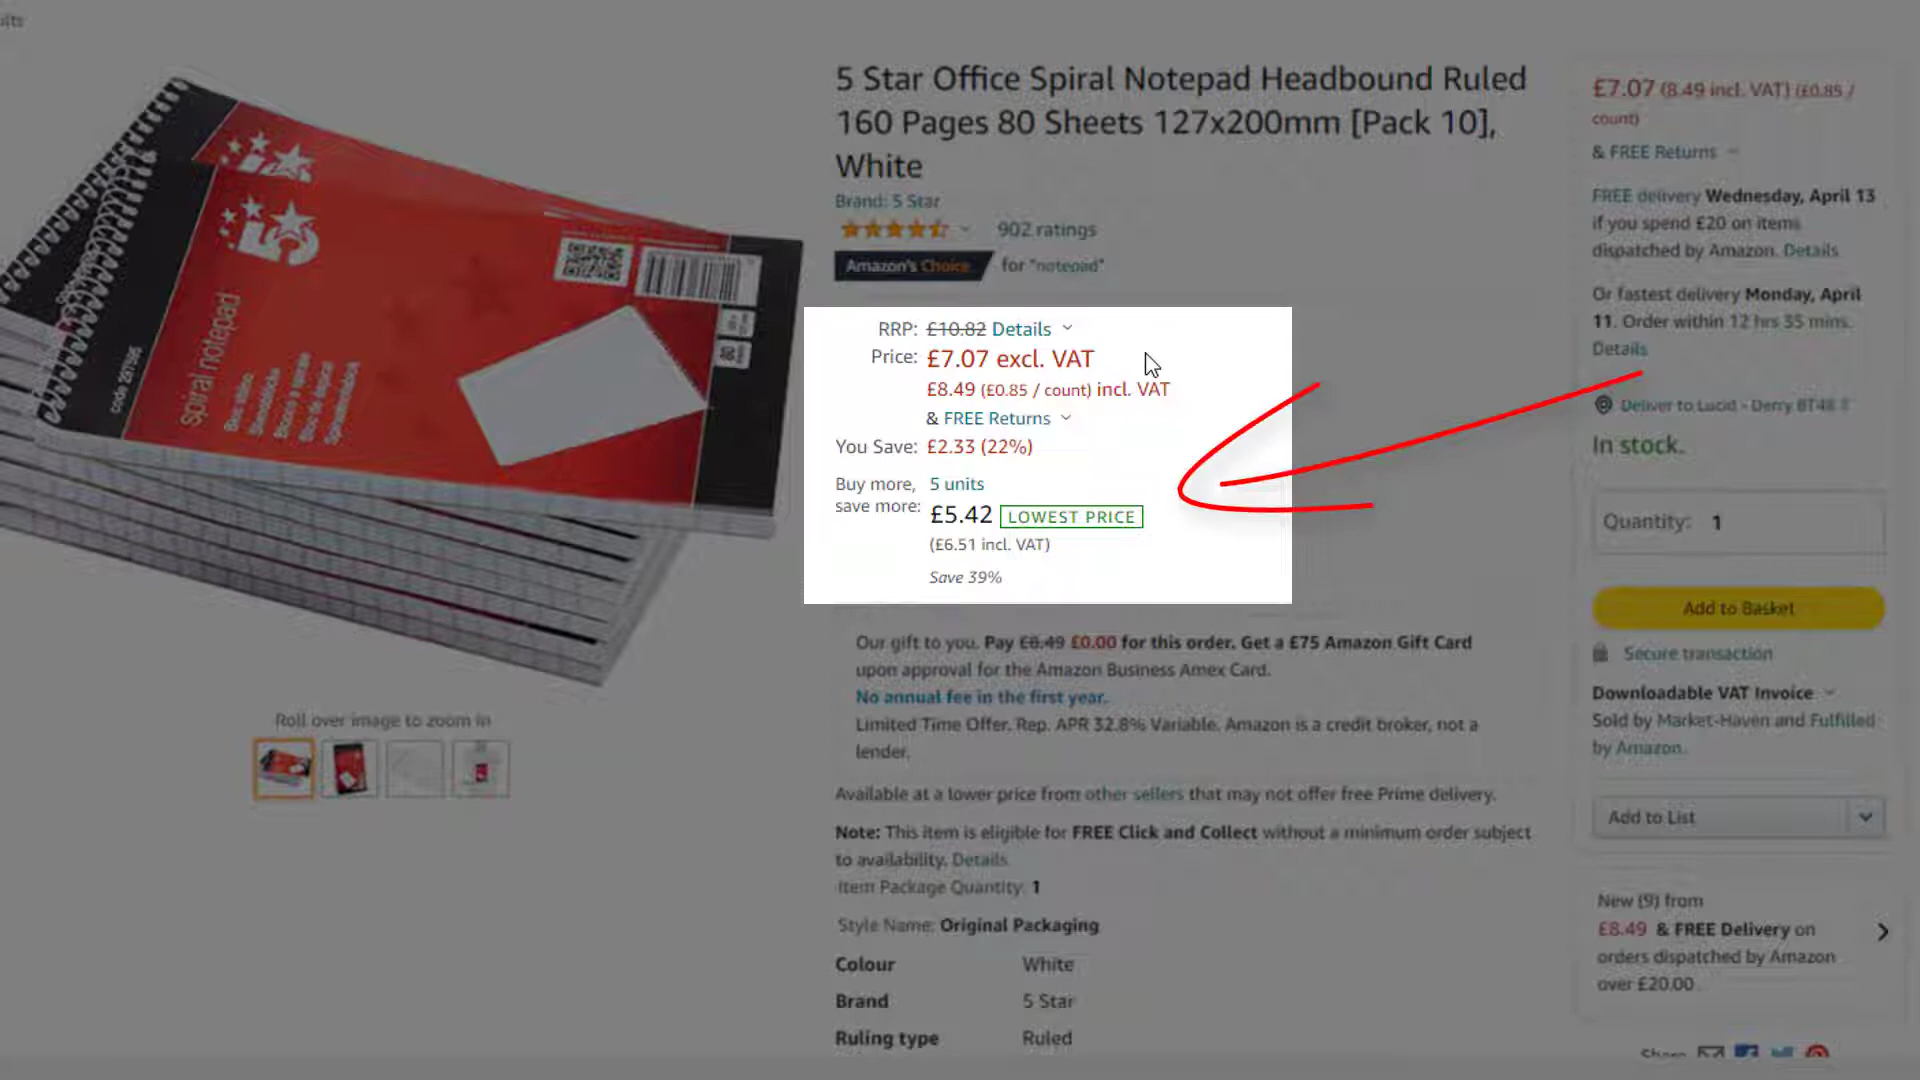 5 Star Office Spiral Notepad Headbound Ruled
160 Pages 80 Sheets 127x200mm [Pack 10],
White
Brand: 5 Star
902 ratings
Amazon's Choice for "notepad"
RRP: £10.82 Details
Price: £7.07 excl. VAT
£8.49 (£0.85 / count) incl. VAT
& FREE Returns
You Save: £2.33 (22%)
Buy more, 5 units
save more: £5.42 LOWEST PRICE
(£6.51 incl. VAT)
Save 39%
Our gift to you. Pay £8.49 £0.00 for this order. Get a £75 Amazon Gift Card
upon approval for the Amazon Business Amex Card.
No annual fee in the first year.
Limited Time Offer. Rep. APR 32.8% Variable. Amazon is a credit broker, not a
lender.
Available at a lower price from other sellers that may not offer free Prime delivery.
Note: This item is eligible for FREE Click and Collect without a minimum order subject
to availability. Details
Item Package Quantity: 1
Style Name: Original Packaging
Colour White
Brand 5 Star
Ruling type Ruled
5
spiral notepad
code 297595
80
Roll over image to zoom in
£7.07 (8.49 incl. VAT) (£0.85 /
count)
& FREE Returns
FREE delivery Wednesday, April 13
if you spend £20 on items
dispatched by Amazon. Details
Or fastest delivery Monday, April
11. Order within 12 hrs 35 mins.
Details
Deliver to Lucid - Derry BT48
In stock.
Quantity: 1
Add to Basket
Secure transaction
Downloadable VAT Invoice
Sold by Market-Haven and Fulfilled
by Amazon.
Add to List
New (9) from
£8.49 & FREE Delivery on
orders dispatched by Amazon
over £20.00
Share